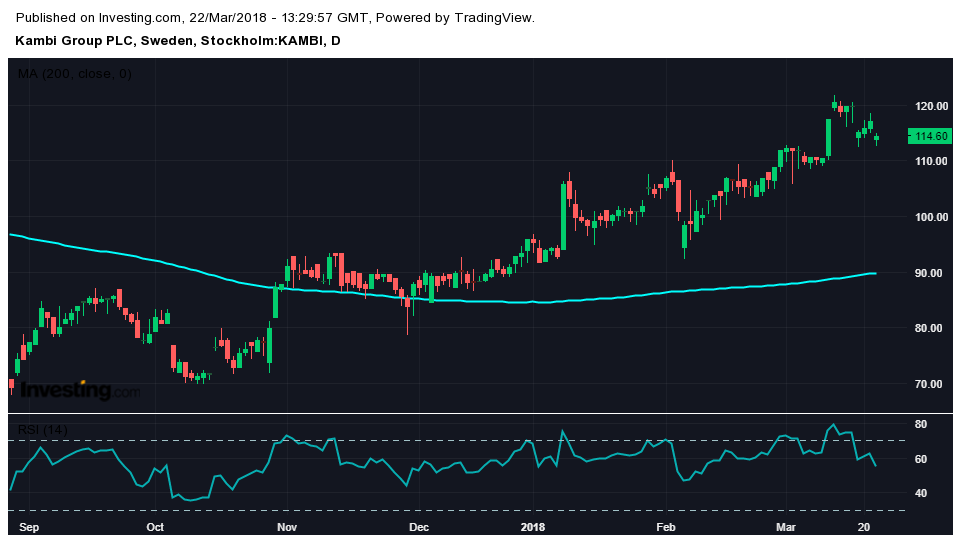 Published on Investing.com, 22/Mar/2018 - 13:29:57 GMT, Powered by TradingView.
Kambi Group PLC, Sweden, Stockholm:KAMBI, D
MA (200, close, 0)
120.00
114.60
110.00
100.00
90.00
80.00
70.00
Investing.com
RSI (14)
80
60
40
Sep Oct Nov Dec 2018 Feb Mar 20